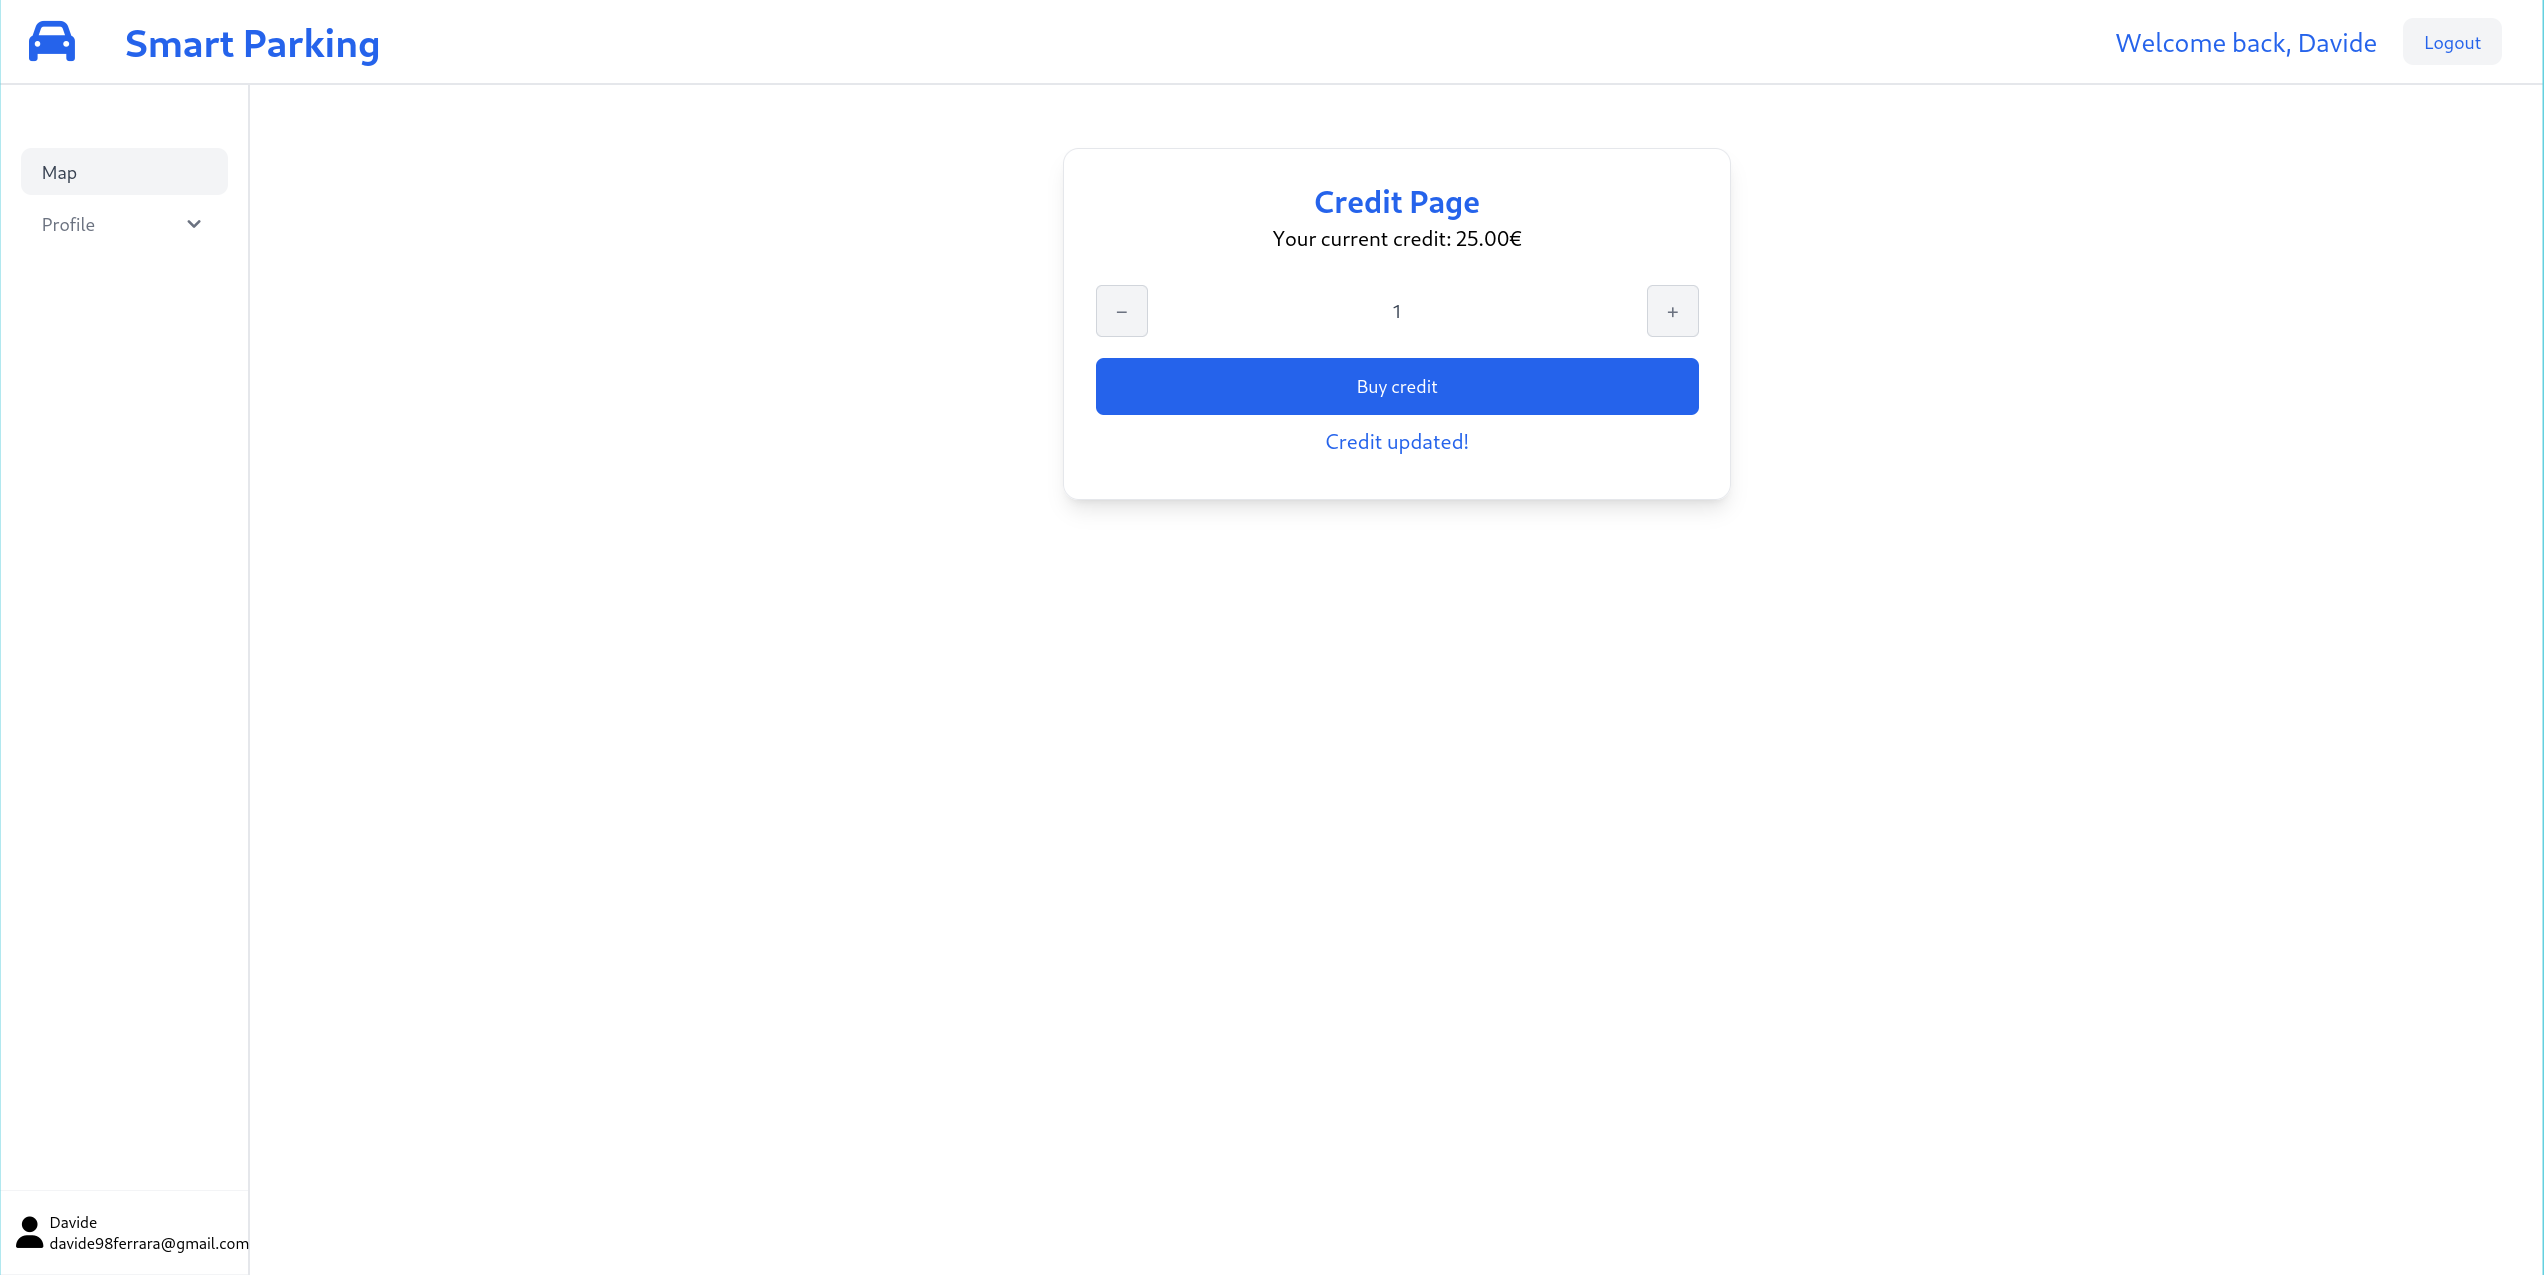 Smart Parking
Welcome back, Davide
Logout
Map
Profile
Credit Page
Your current credit: 25.00€
−
1
+
Buy credit
Credit updated!
Davide
davide98ferrara@gmail.com